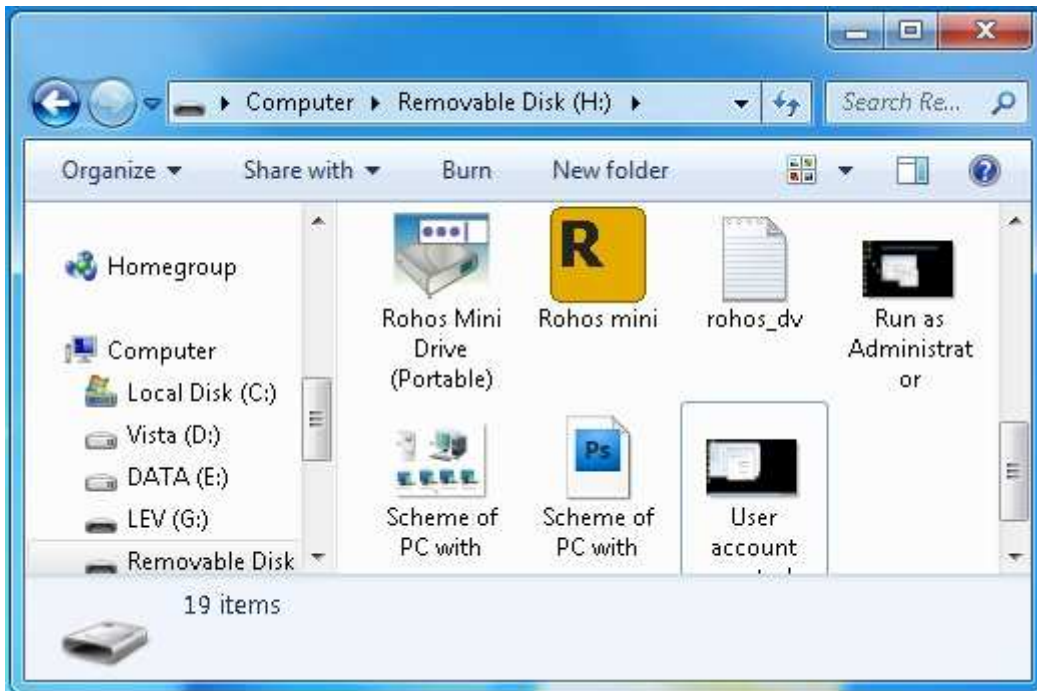 Computer Removable Disk (H:) Search Re...
Organize Share with Burn New folder
Homegroup
Computer
Local Disk (C:)
Vista (D:)
DATA (E:)
LEV (G:)
Removable Disk
Rohos Mini
Drive
(Portable)
R
Rohos mini
rohos_dv
Run as
Administrat
or
Scheme of
PC with
Ps
Scheme of
PC with
User
account
19 items